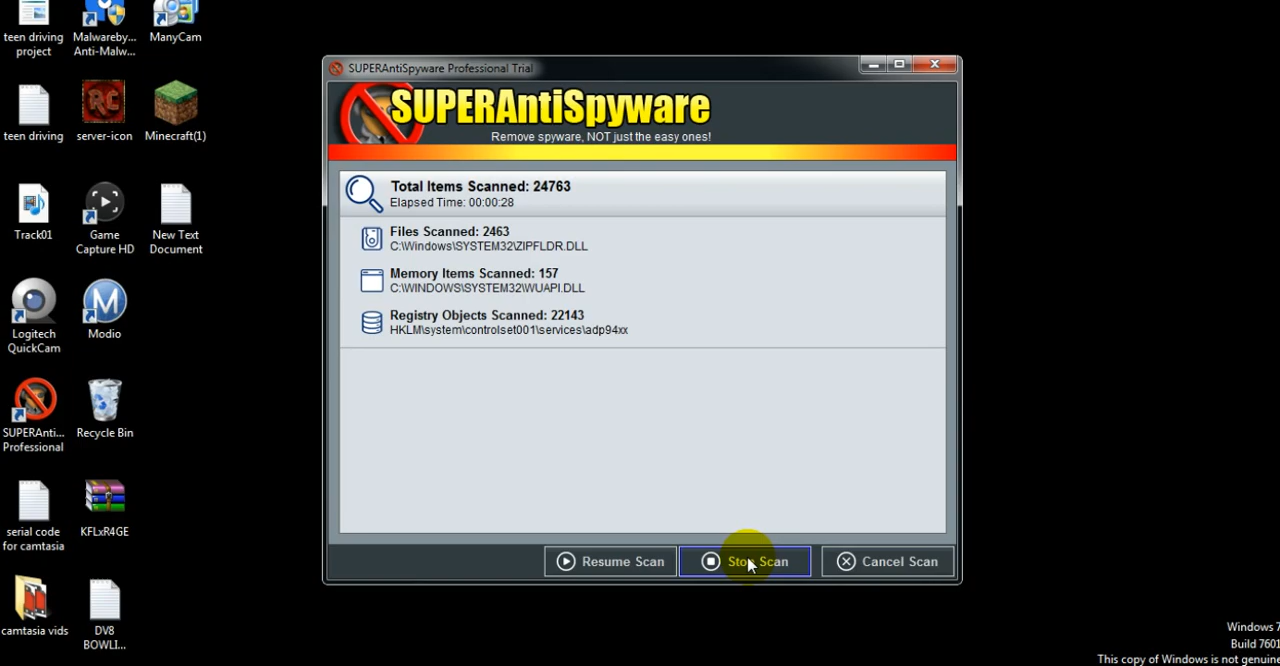 teen driving
project
Malwareby...
Anti-Malw...
ManyCam
teen driving
server-icon
Minecraft(1)
Track01
Game
Capture HD
New Text
Document
Logitech
QuickCam
Modio
SUPERAnti...
Professional
Recycle Bin
serial code
for camtasia
KFLxR4GE
camtasia vids
DV8
BOWLI...
SUPERAntiSpyware Professional Trial
SUPERAntiSpyware
Remove spyware, NOT just the easy ones!
Total Items Scanned: 24763
Elapsed Time: 00:00:28
Files Scanned: 2463
C:\Windows\SYSTEM32\ZIPFLDR.DLL
Memory Items Scanned: 157
C:\WINDOWS\SYSTEM32\WUAPI.DLL
Registry Objects Scanned: 22143
HKLM\system\controlset001\services\adp94xx
Resume Scan
Stop Scan
Cancel Scan
Windows 7
Build 7601
This copy of Windows is not genuine
RC
M